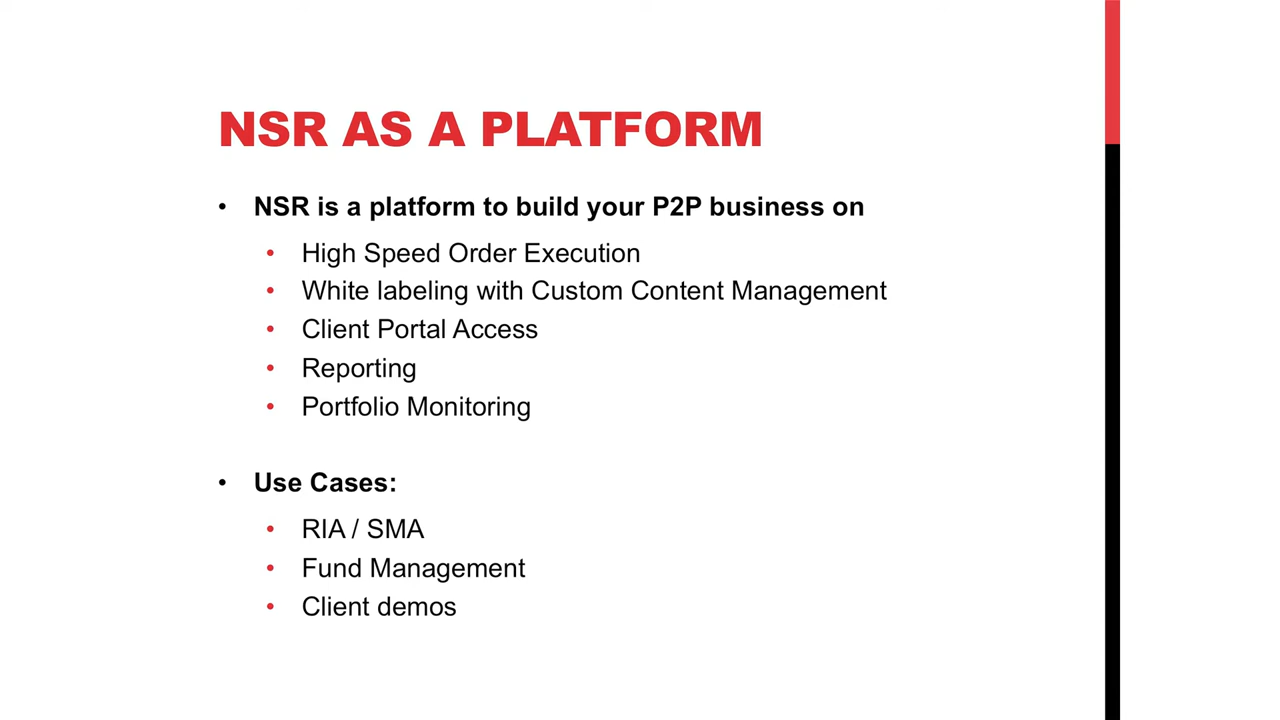 NSR AS A PLATFORM
• NSR is a platform to build your P2P business on
• High Speed Order Execution
• White labeling with Custom Content Management
• Client Portal Access
• Reporting
• Portfolio Monitoring
• Use Cases:
• RIA / SMA
• Fund Management
• Client demos